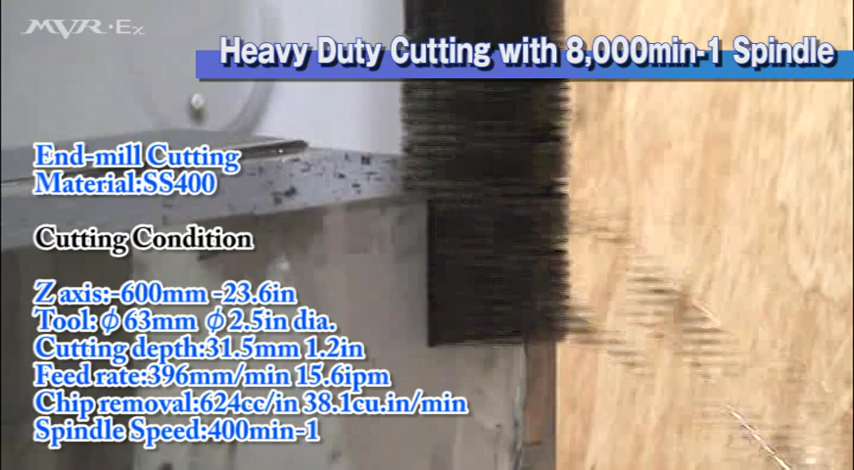 MVR·Ex
Heavy Duty Cutting with 8,000min-1 Spindle
End-mill Cutting
Material:SS400
Cutting Condition
Z axis:-600mm -23.6in
Tool:φ63mm φ2.5in dia.
Cutting depth:31.5mm 1.2in
Feed rate:396mm/min 15.6ipm
Chip removal:624cc/in 38.1cu.in/min
Spindle Speed:400min-1